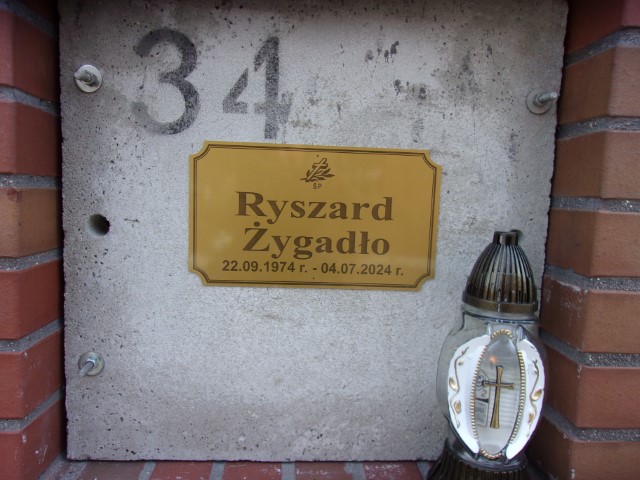 34
ŚP
Ryszard
Żygadło
22.09.1974 r. - 04.07.2024 r.